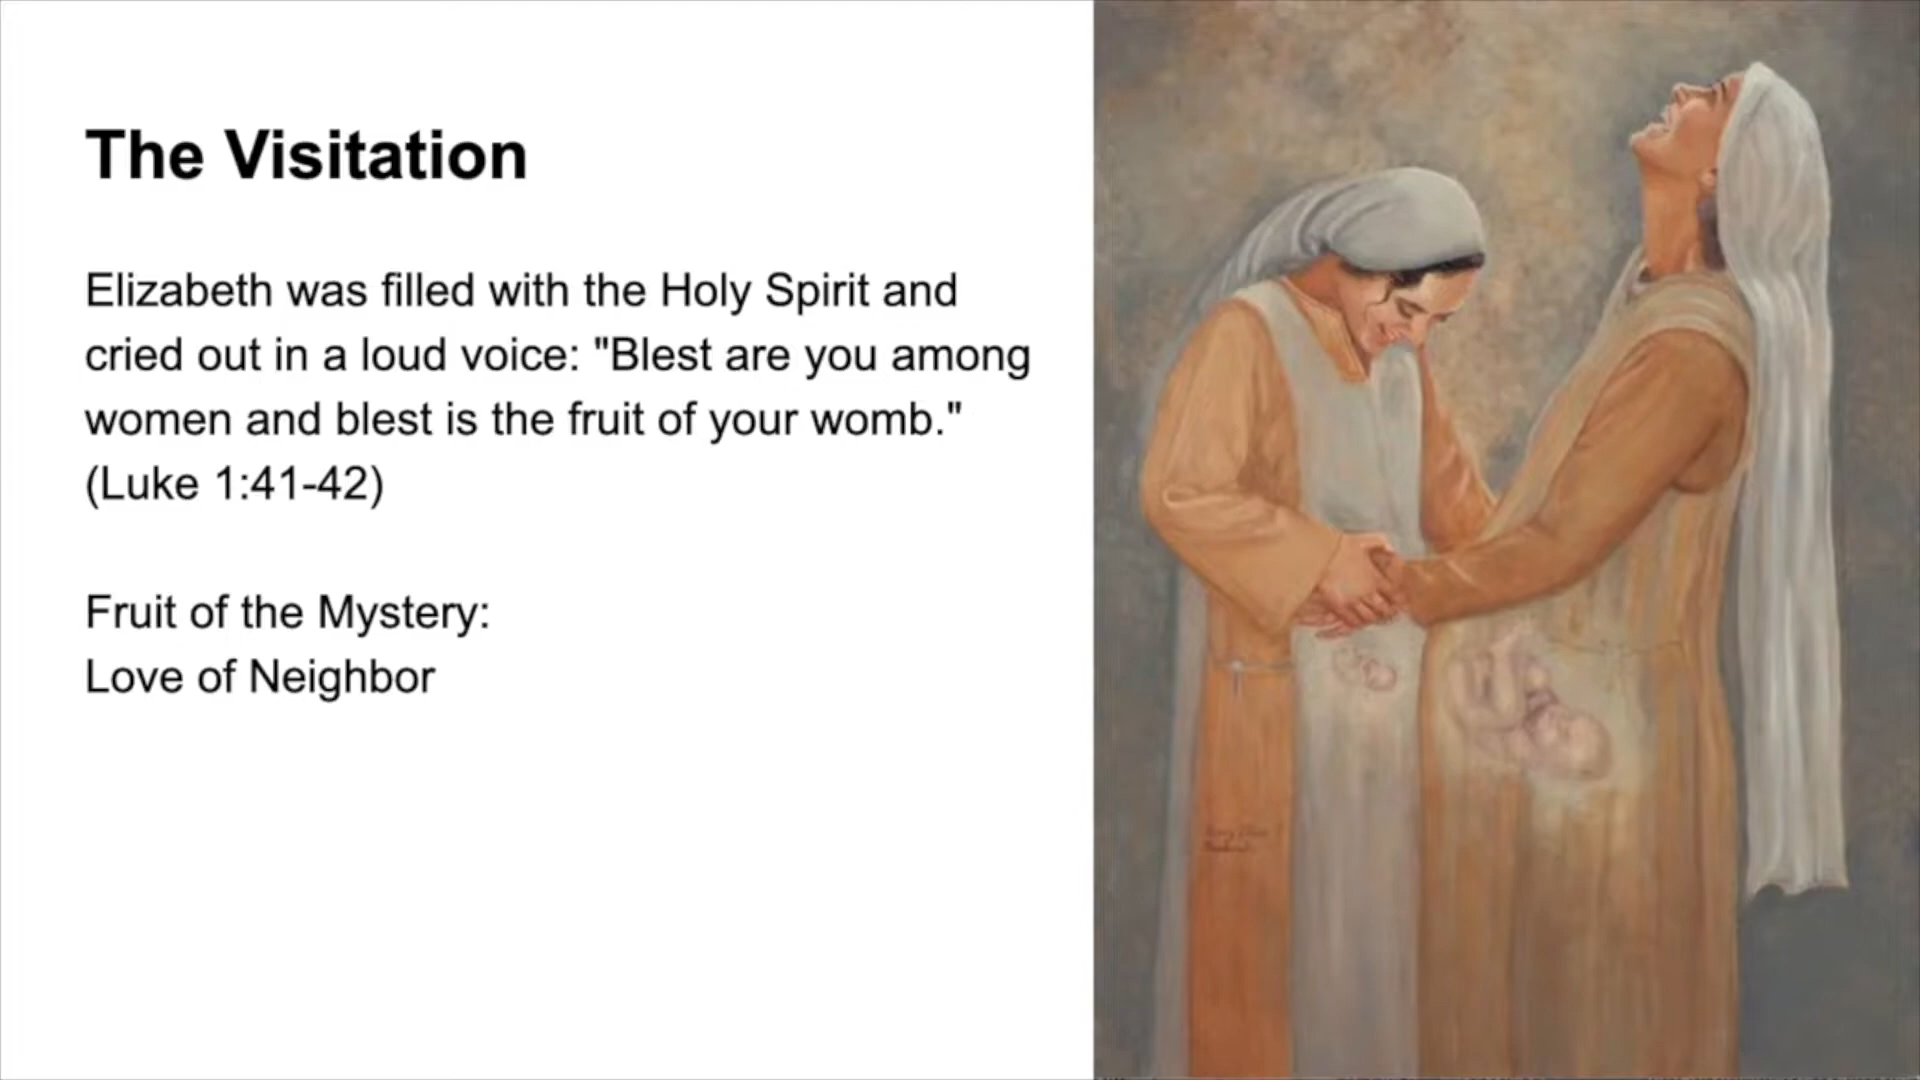 The Visitation
Elizabeth was filled with the Holy Spirit and
cried out in a loud voice: "Blest are you among
women and blest is the fruit of your womb."
(Luke 1:41-42)
Fruit of the Mystery:
Love of Neighbor